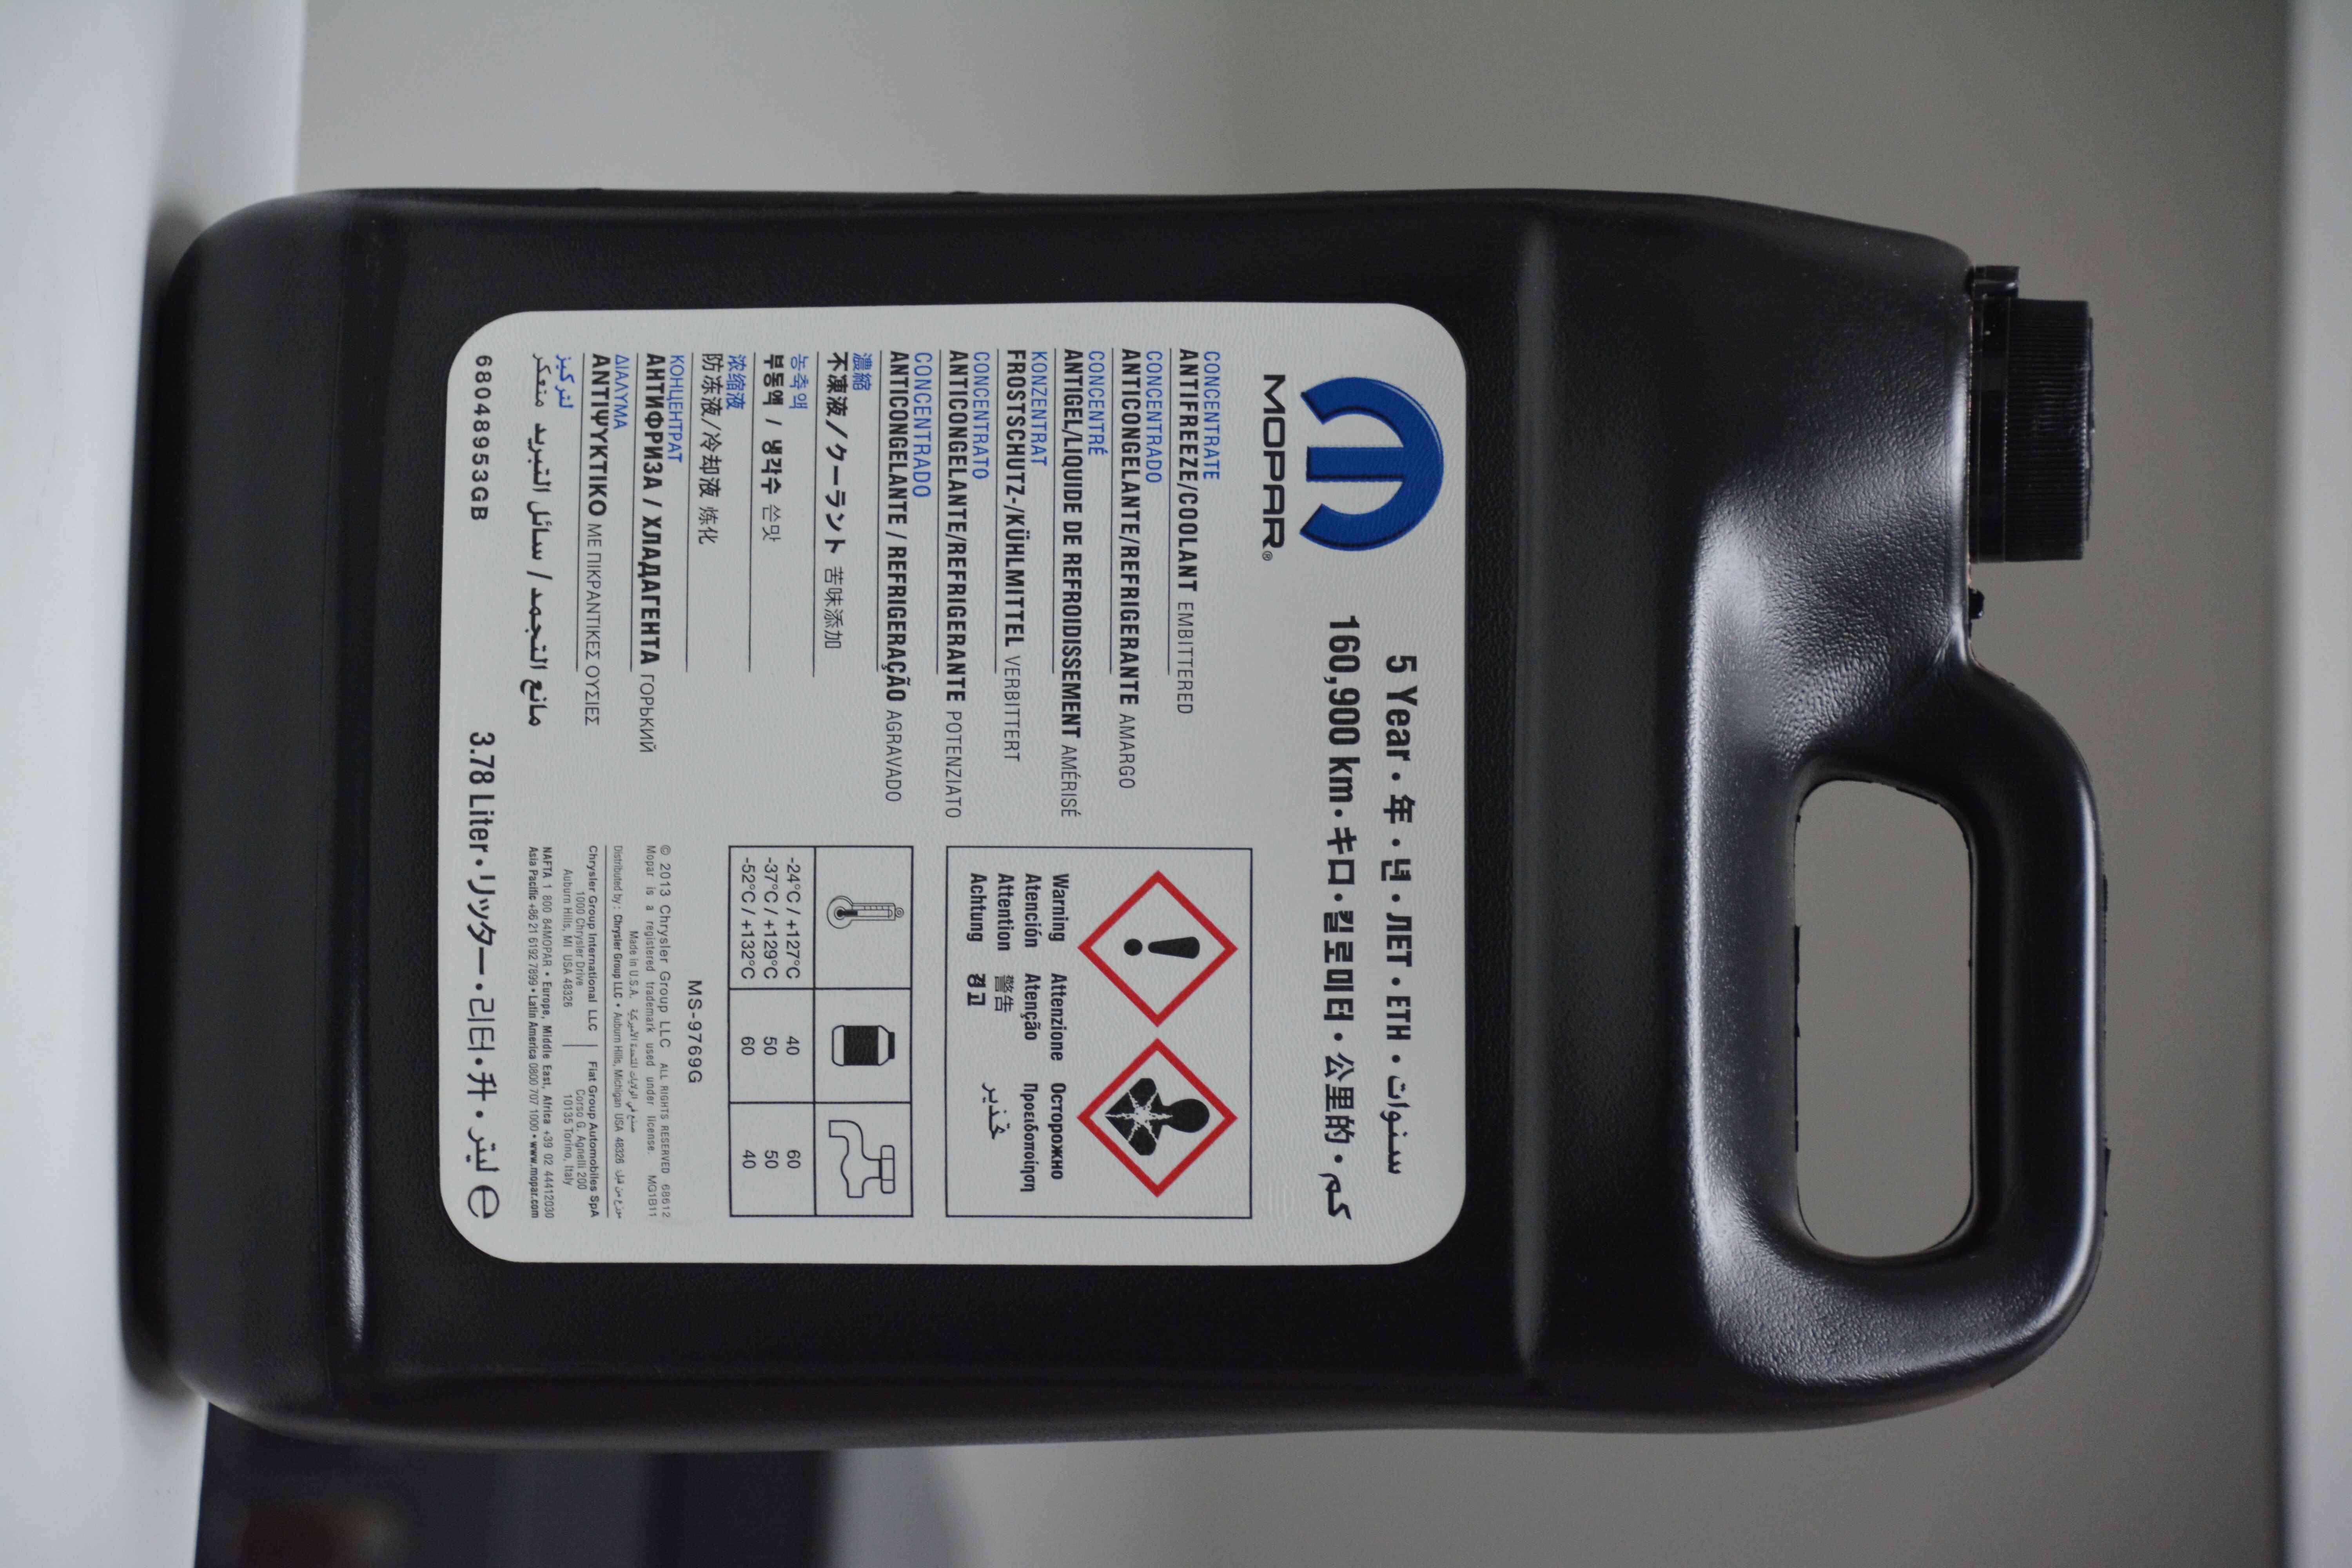 5 Year · 年 · 년 · ЛЕТ · ΕΤΗ · سنوات
160,900 km · キロ · 킬로미터 · 公里的 · كم
MOPAR®
CONCENTRATE
ANTIFREEZE/COOLANT EMBITTERED
CONCENTRADO
ANTICONGELANTE/REFRIGERANTE AMARGO
CONCENTRÉ
ANTIGEL/LIQUIDE DE REFROIDISSEMENT AMÉRISÉ
KONZENTRAT
FROSTSCHUTZ-/KÜHLMITTEL VERBITTERT
CONCENTRATO
ANTICONGELANTE/REFRIGERANTE POTENZIATO
CONCENTRADO
ANTICONGELANTE / REFRIGERAÇÃO AGRAVADO
濃縮
不凍液/クーラント 苦味添加
농축액
부동액 / 냉각수 쓴맛
浓缩液
防冻液/冷却液 炼化
КОНЦЕНТРАТ
АНТИФРИЗА / ХЛАДАГЕНТА ГОРЬКИЙ
ΔΙΑΛΥΜΑ
ΑΝΤΙΨΥΚΤΙΚΟ ΜΕ ΠΙΚΡΑΝΤΙΚΕΣ ΟΥΣΙΕΣ
لتركيز
مانع التجمد / سائل التبريد متعكر
68048953GB
Warning Attenzione Осторожно
Atención Atenção Προειδοποίηση
Attention 警告 تحذير
Achtung 경고
-24°C / +127°C 40 60
-37°C / +129°C 50 50
-52°C / +132°C 60 40
MS-9769G
© 2013 Chrysler Group LLC ALL RIGHTS RESERVED 68612
Mopar is a registered trademark used under license. MG1B11
Made in U.S.A. صنع في الولايات المتحدة الأميركية
Distributed by : Chrysler Group LLC • Auburn Hills, Michigan USA 48326 موزع من قبل:
Chrysler Group International LLC
1000 Chrysler Drive
Auburn Hills, MI USA 48326
Fiat Group Automobiles SpA
Corso G. Agnelli 200
10135 Torino, Italy
NAFTA 1 800 84MOPAR • Europe, Middle East, Africa +39 02 44412030
Asia Pacific +86 21 6192 7899 • Latin America 0800 707 1000 • www.mopar.com
3.78 Liter · リッター · 리터 · 升 · ليتر ℮